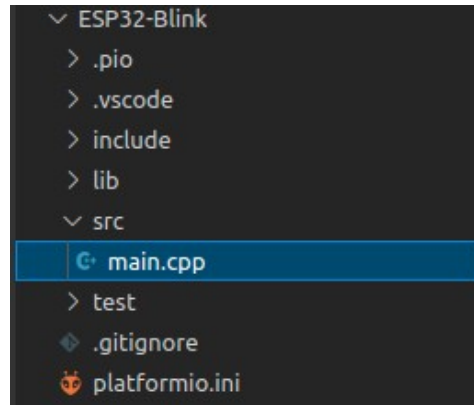 ESP32-Blink
.pio
.vscode
include
lib
src
main.cpp
test
.gitignore
platformio.ini